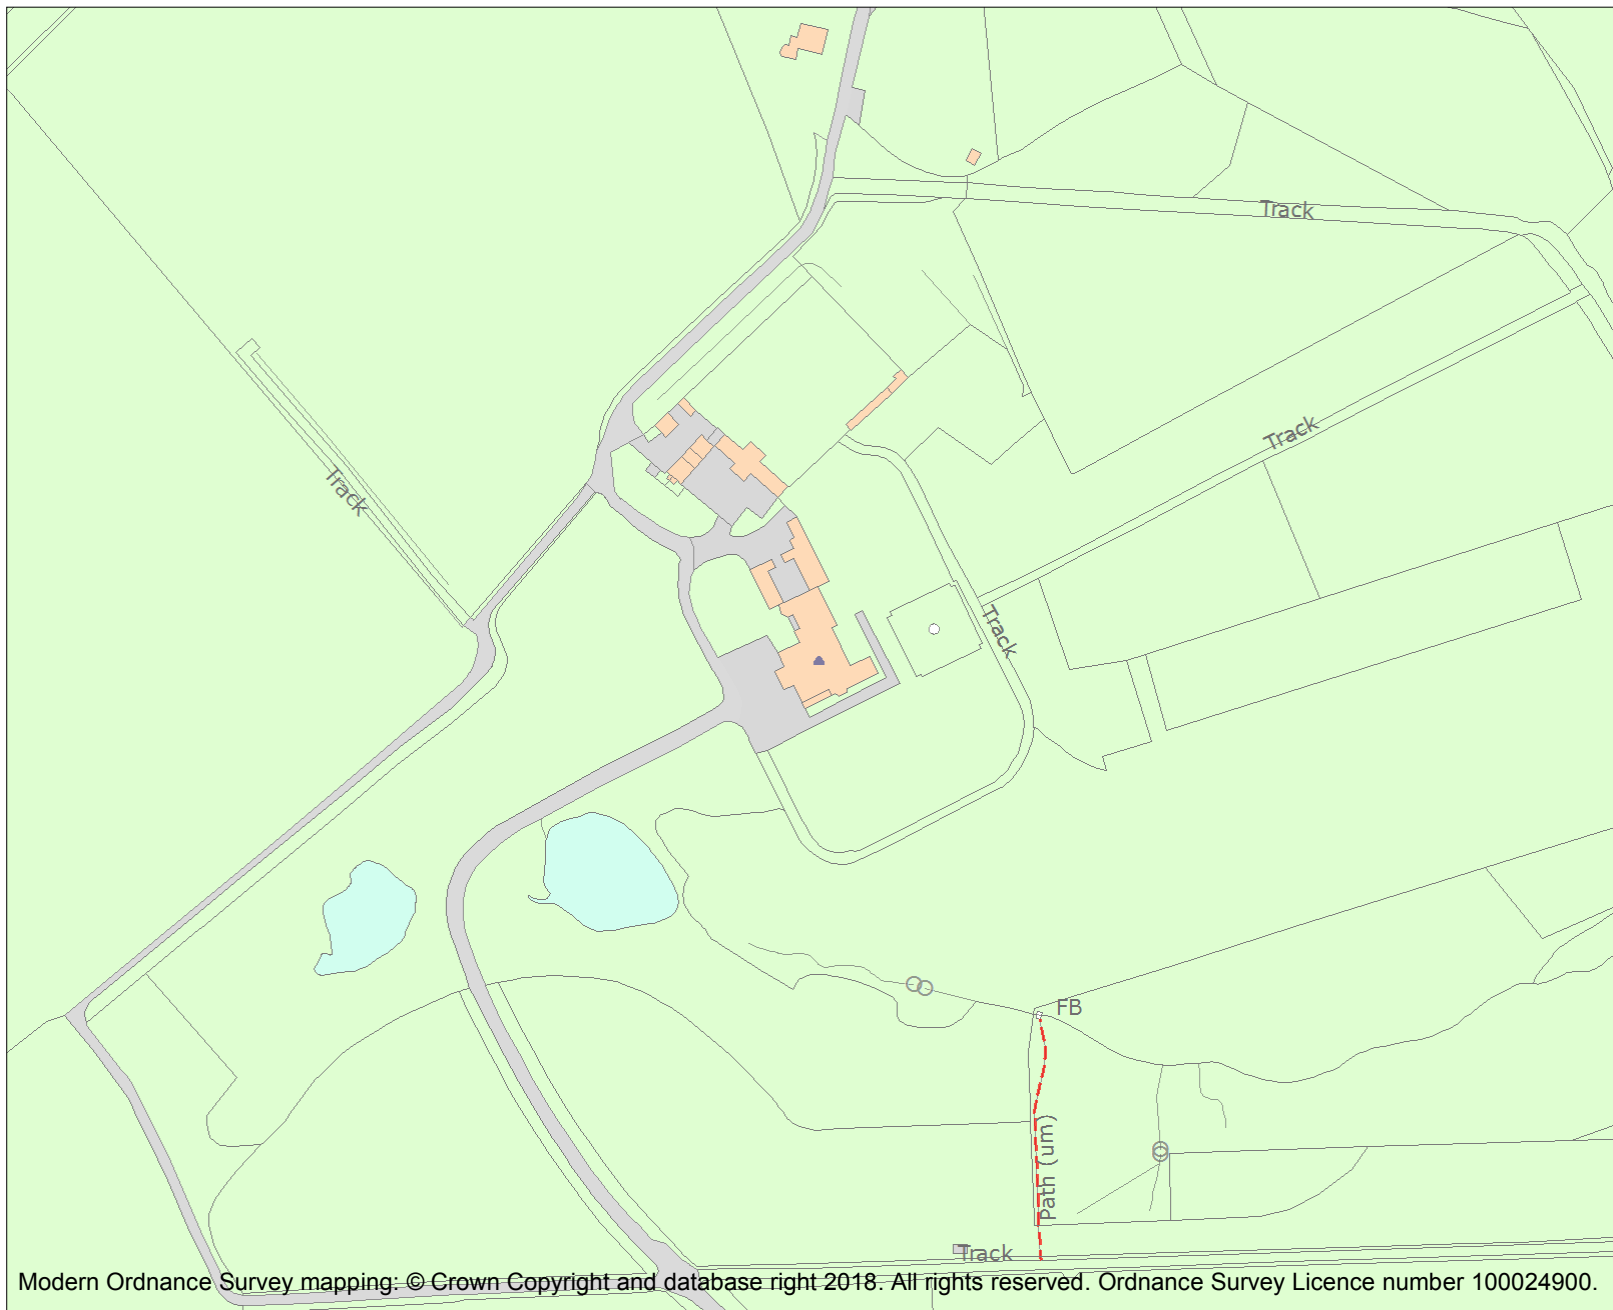 Track
Track
Track
Track
FB
Path (um)
Track
Modern Ordnance Survey mapping: © Crown Copyright and database right 2018. All rights reserved. Ordnance Survey Licence number 100024900.